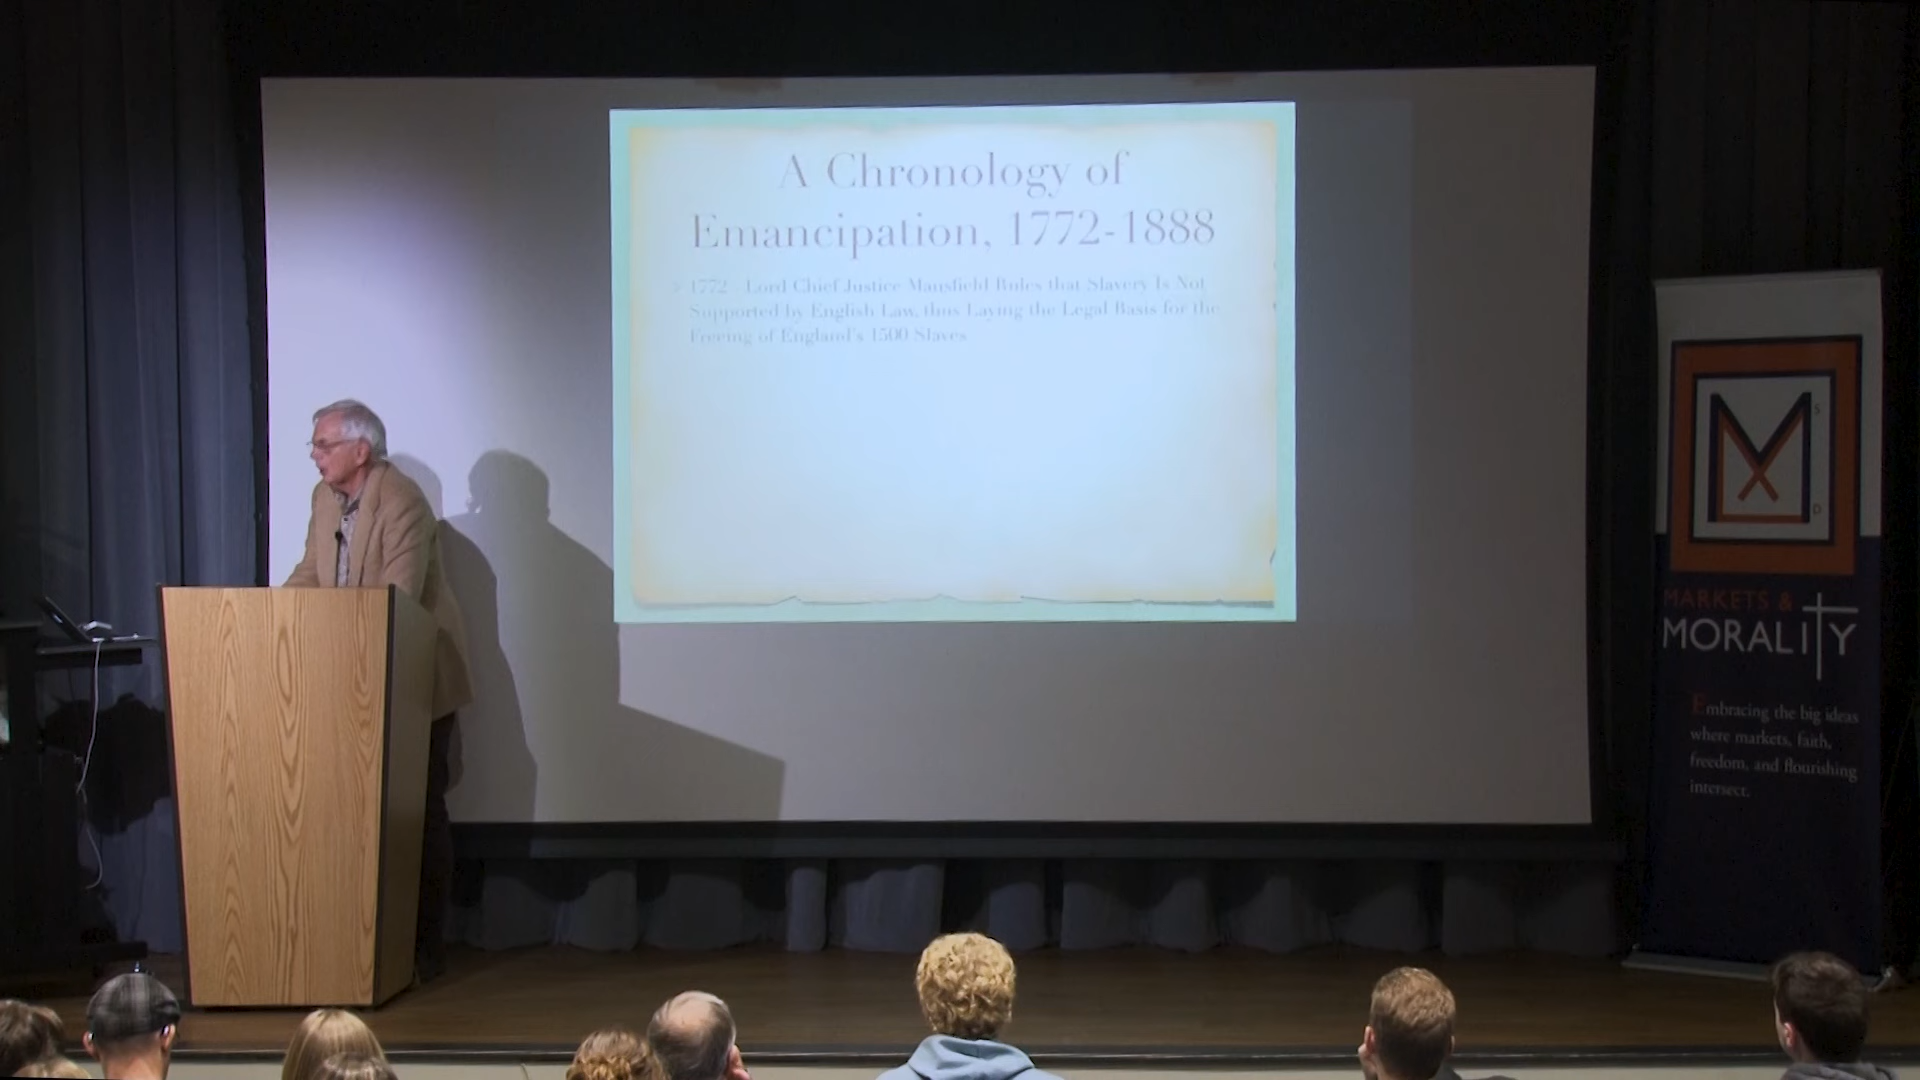 A Chronology of
Emancipation, 1772-1888
> 1772 - Lord Chief Justice Mansfield Rules that Slavery Is Not
Supported by English Law, thus Laying the Legal Basis for the
Freeing of England's 1500 Slaves
M
S
D
MARKETS &
MORALITY
Embracing the big ideas
where markets, faith,
freedom, and flourishing
intersect.